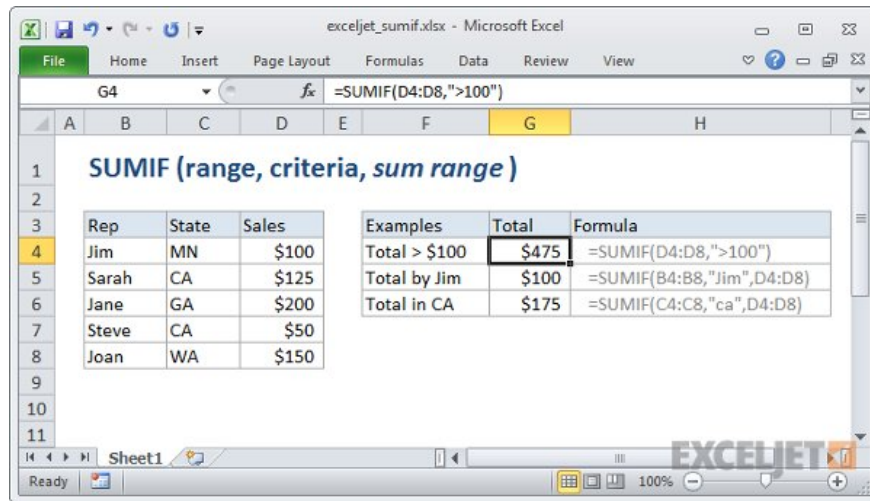 exceljet_sumif.xlsx - Microsoft Excel
File Home Insert Page Layout Formulas Data Review View
G4 fx =SUMIF(D4:D8,">100")
A B C D E F G H
1 SUMIF (range, criteria, sum range )
2
3 Rep State Sales Examples Total Formula
4 Jim MN $100 Total > $100 $475 =SUMIF(D4:D8,">100")
5 Sarah CA $125 Total by Jim $100 =SUMIF(B4:B8,"Jim",D4:D8)
6 Jane GA $200 Total in CA $175 =SUMIF(C4:C8,"ca",D4:D8)
7 Steve CA $50
8 Joan WA $150
9
10
11
Sheet1
EXCELJET
Ready 100%